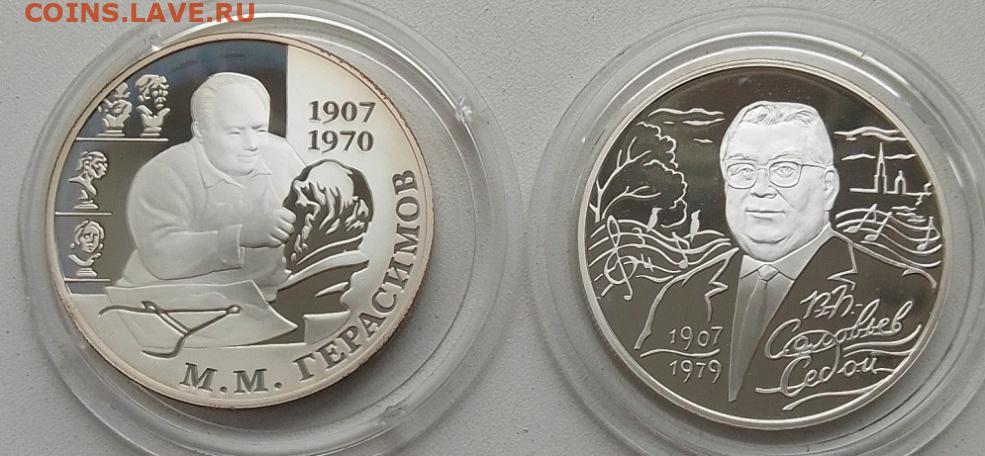 COINS.LAVE.RU
1907
1970
М.М. ГЕРАСИМОВ
В.П.
Соловьев
Седой
1907
1979